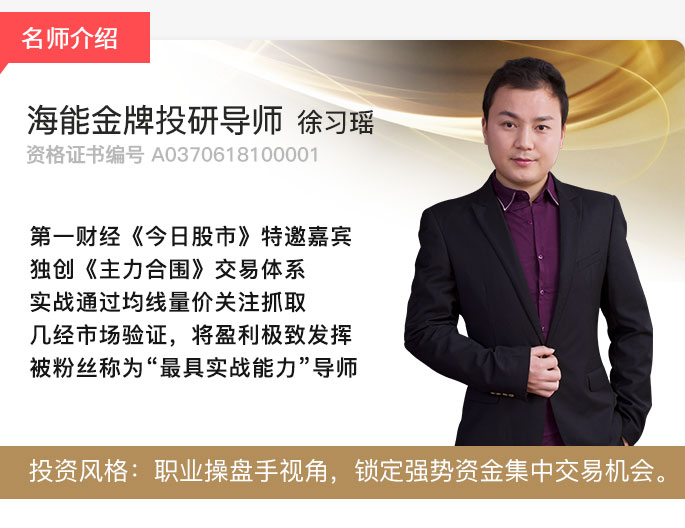 名师介绍
海能金牌投研导师 徐习瑶
资格证书编号 A0370618100001
第一财经《今日股市》特邀嘉宾
独创《主力合围》交易体系
实战通过均线量价关注抓取
几经市场验证，将盈利极致发挥
被粉丝称为“最具实战能力”导师
投资风格：职业操盘手视角，锁定强势资金集中交易机会。